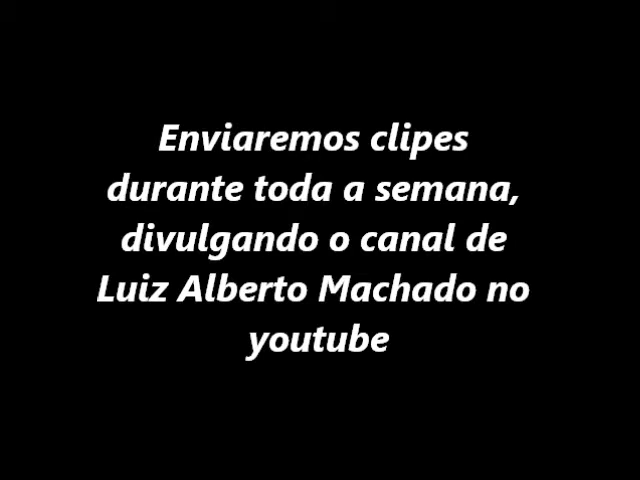 Enviaremos clipes
durante toda a semana,
divulgando o canal de
Luiz Alberto Machado no
youtube